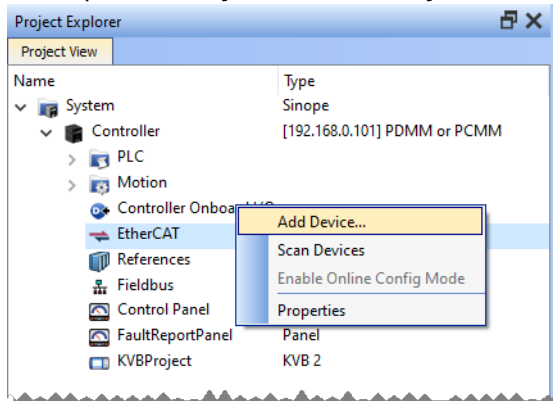 Project Explorer
Project View
Name Type
System Sinope
Controller [192.168.0.101] PDMM or PCMM
PLC
Motion
Controller Onboard
EtherCAT
Add Device...
Scan Devices
Enable Online Config Mode
Properties
References
Fieldbus
Control Panel
FaultReportPanel Panel
KVBProject KVB 2